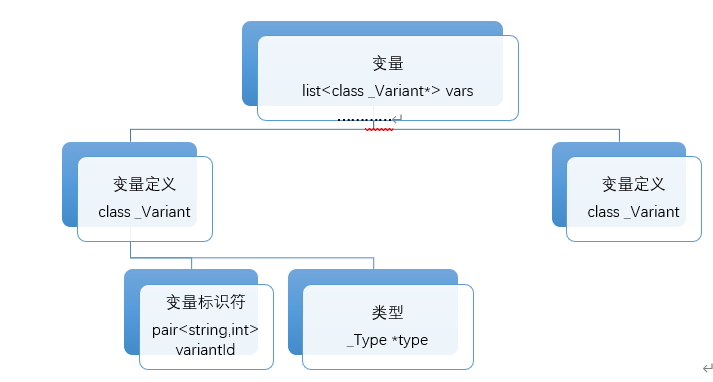 变量
list<class _Variant*> vars
…………
变量定义
class _Variant
变量定义
class _Variant
变量标识符
pair<string,int>
variantId
类型
_Type *type